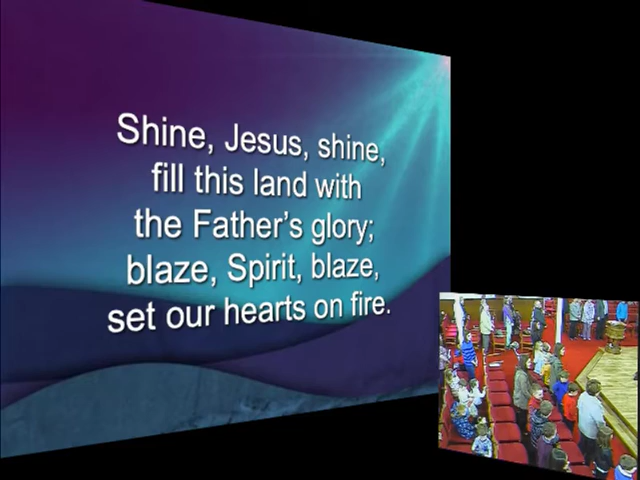 Shine, Jesus, shine,
fill this land with
the Father's glory;
blaze, Spirit, blaze,
set our hearts on fire.